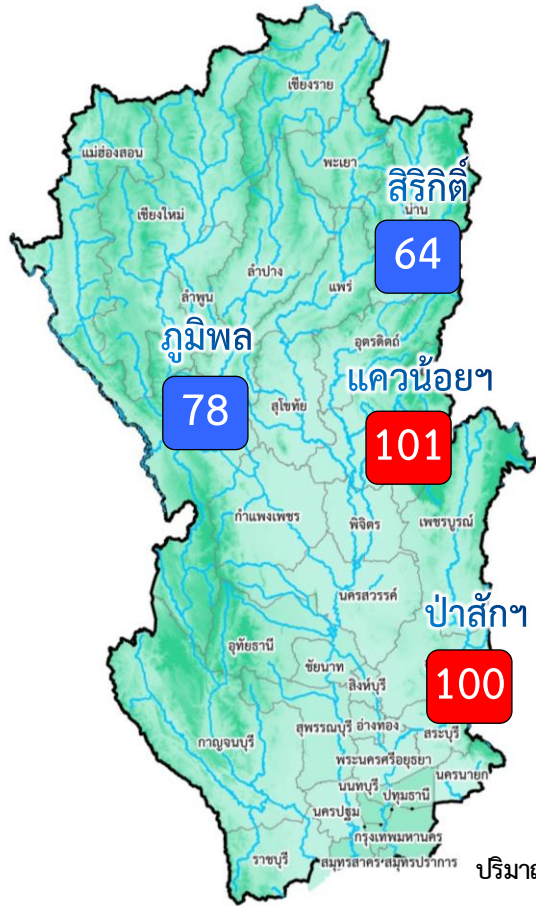 เชียงราย
แม่ฮ่องสอน
พะเยา
สิริกิติ์
น่าน
เชียงใหม่
64
ลำปาง
แพร่
ลำพูน
ภูมิพล
อุตรดิตถ์
แควน้อยฯ
78
สุโขทัย
101
กำแพงเพชร
พิจิตร
เพชรบูรณ์
นครสวรรค์
ป่าสักฯ
อุทัยธานี
ชัยนาท
สิงห์บุรี
100
สุพรรณบุรี
อ่างทอง
สระบุรี
กาญจนบุรี
พระนครศรีอยุธยา
นครนายก
นนทบุรี
ปทุมธานี
นครปฐม
กรุงเทพมหานคร
ราชบุรี
สมุทรสาคร
สมุทรปราการ